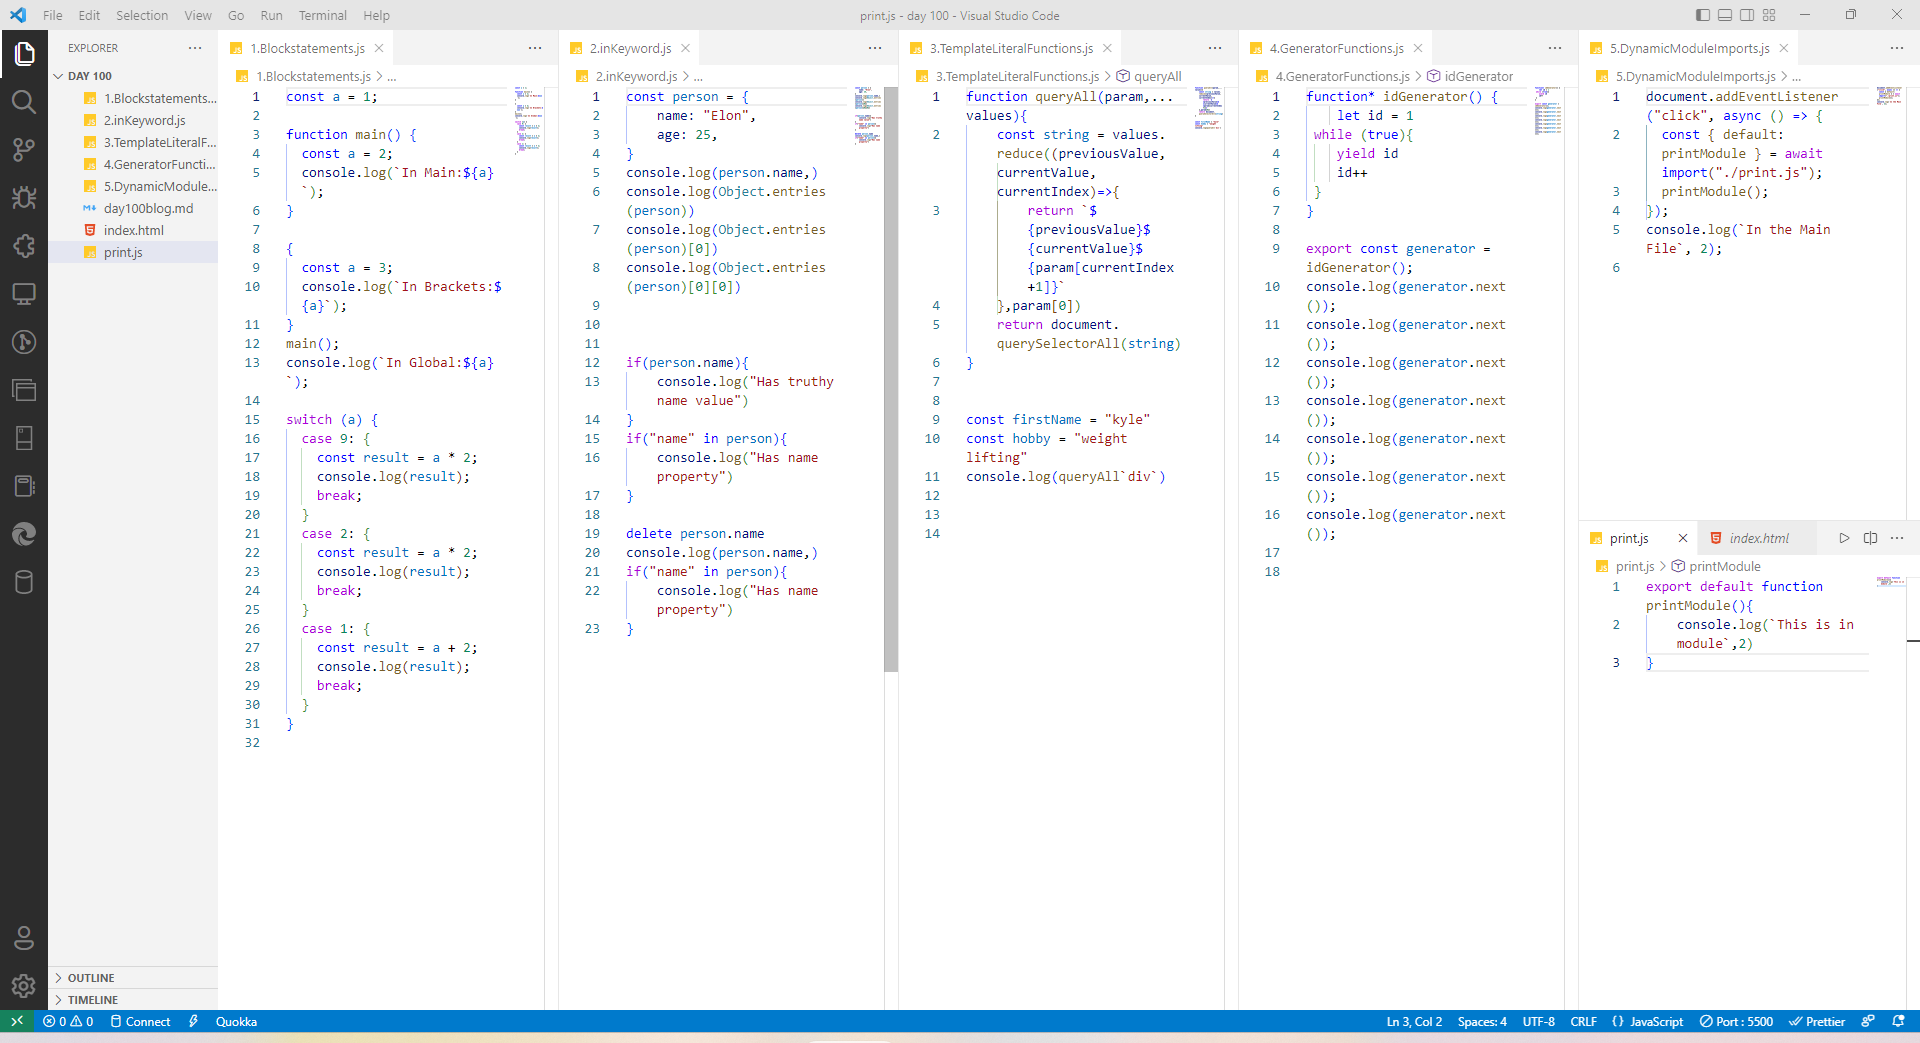 File Edit Selection View Go Run Terminal Help
print.js - day 100 - Visual Studio Code
EXPLORER
DAY 100
1.Blockstatements...
2.inKeyword.js
3.TemplateLiteralF...
4.GeneratorFuncti...
5.DynamicModule...
day100blog.md
index.html
print.js
OUTLINE
TIMELINE
1.Blockstatements.js
1.Blockstatements.js > ...
1 const a = 1;
2
3 function main() {
4 const a = 2;
5 console.log(`In Main:${a}
`);
6 }
7
8 {
9 const a = 3;
10 console.log(`In Brackets:$
{a}`);
11 }
12 main();
13 console.log(`In Global:${a}
`);
14
15 switch (a) {
16 case 9: {
17 const result = a * 2;
18 console.log(result);
19 break;
20 }
21 case 2: {
22 const result = a * 2;
23 console.log(result);
24 break;
25 }
26 case 1: {
27 const result = a + 2;
28 console.log(result);
29 break;
30 }
31 }
32
2.inKeyword.js
2.inKeyword.js > ...
1 const person = {
2 name: "Elon",
3 age: 25,
4 }
5 console.log(person.name,)
6 console.log(Object.entries
(person))
7 console.log(Object.entries
(person)[0])
8 console.log(Object.entries
(person)[0][0])
9
10
11
12 if(person.name){
13 console.log("Has truthy
name value")
14 }
15 if("name" in person){
16 console.log("Has name
property")
17 }
18
19 delete person.name
20 console.log(person.name,)
21 if("name" in person){
22 console.log("Has name
property")
23 }
3.TemplateLiteralFunctions.js
3.TemplateLiteralFunctions.js > queryAll
1 function queryAll(param,...
values){
2 const string = values.
reduce((previousValue,
currentValue,
currentIndex)=>{
3 return `$
{previousValue}$
{currentValue}$
{param[currentIndex
+1]}`
4 },param[0])
5 return document.
querySelectorAll(string)
6 }
7
8
9 const firstName = "kyle"
10 const hobby = "weight
lifting"
11 console.log(queryAll`div`)
12
13
14
4.GeneratorFunctions.js
4.GeneratorFunctions.js > idGenerator
1 function* idGenerator() {
2 let id = 1
3 while (true){
4 yield id
5 id++
6 }
7 }
8
9 export const generator =
idGenerator();
10 console.log(generator.next
());
11 console.log(generator.next
());
12 console.log(generator.next
());
13 console.log(generator.next
());
14 console.log(generator.next
());
15 console.log(generator.next
());
16 console.log(generator.next
());
17
18
5.DynamicModuleImports.js
5.DynamicModuleImports.js > ...
1 document.addEventListener
("click", async () => {
2 const { default:
printModule } = await
import("./print.js");
3 printModule();
4 });
5 console.log(`In the Main
File`, 2);
6
print.js index.html
print.js > printModule
1 export default function
printModule(){
2 console.log(`This is in
module`,2)
3 }
0 0 Connect Quokka
Ln 3, Col 2 Spaces: 4 UTF-8 CRLF {} JavaScript Port : 5500 Prettier